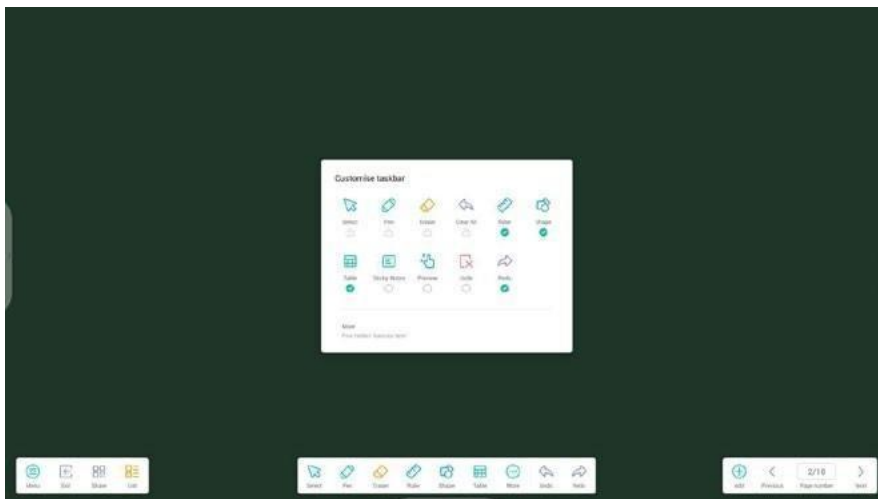 Customise taskbar
Select Pen Eraser Clear All Ruler Shape
Table Sticky Notes Preview Undo Redo
More
Menu Exit Share List
Select Pen Eraser Ruler Shape Table More Undo Redo
add Previous 2/10 Page number Next